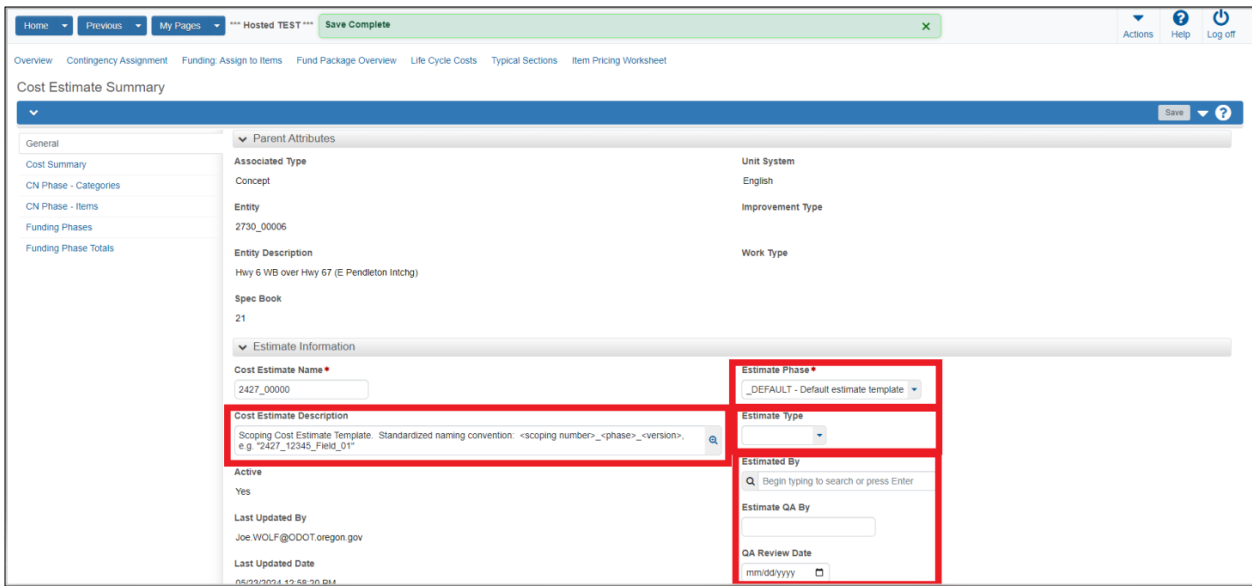 Home Previous My Pages *** Hosted TEST *** Save Complete Actions Help Log off
Overview Contingency Assignment Funding: Assign to Items Fund Package Overview Life Cycle Costs Typical Sections Item Pricing Worksheet
Cost Estimate Summary
Save
General
Cost Summary
CN Phase - Categories
CN Phase - Items
Funding Phases
Funding Phase Totals
Parent Attributes
Associated Type
Concept
Unit System
English
Entity
2730_00006
Improvement Type
Entity Description
Hwy 6 WB over Hwy 67 (E Pendleton Intchg)
Work Type
Spec Book
21
Estimate Information
Cost Estimate Name
2427_00000
Estimate Phase
_DEFAULT - Default estimate template
Cost Estimate Description
Scoping Cost Estimate Template. Standardized naming convention: <scoping number>_<phase>_<version>,
e.g. "2427_12345_Field_01"
Estimate Type
Active
Yes
Estimated By
Begin typing to search or press Enter
Last Updated By
Joe.WOLF@ODOT.oregon.gov
Estimate QA By
Last Updated Date
05/23/2024 12:58:20 PM
QA Review Date
mm/dd/yyyy